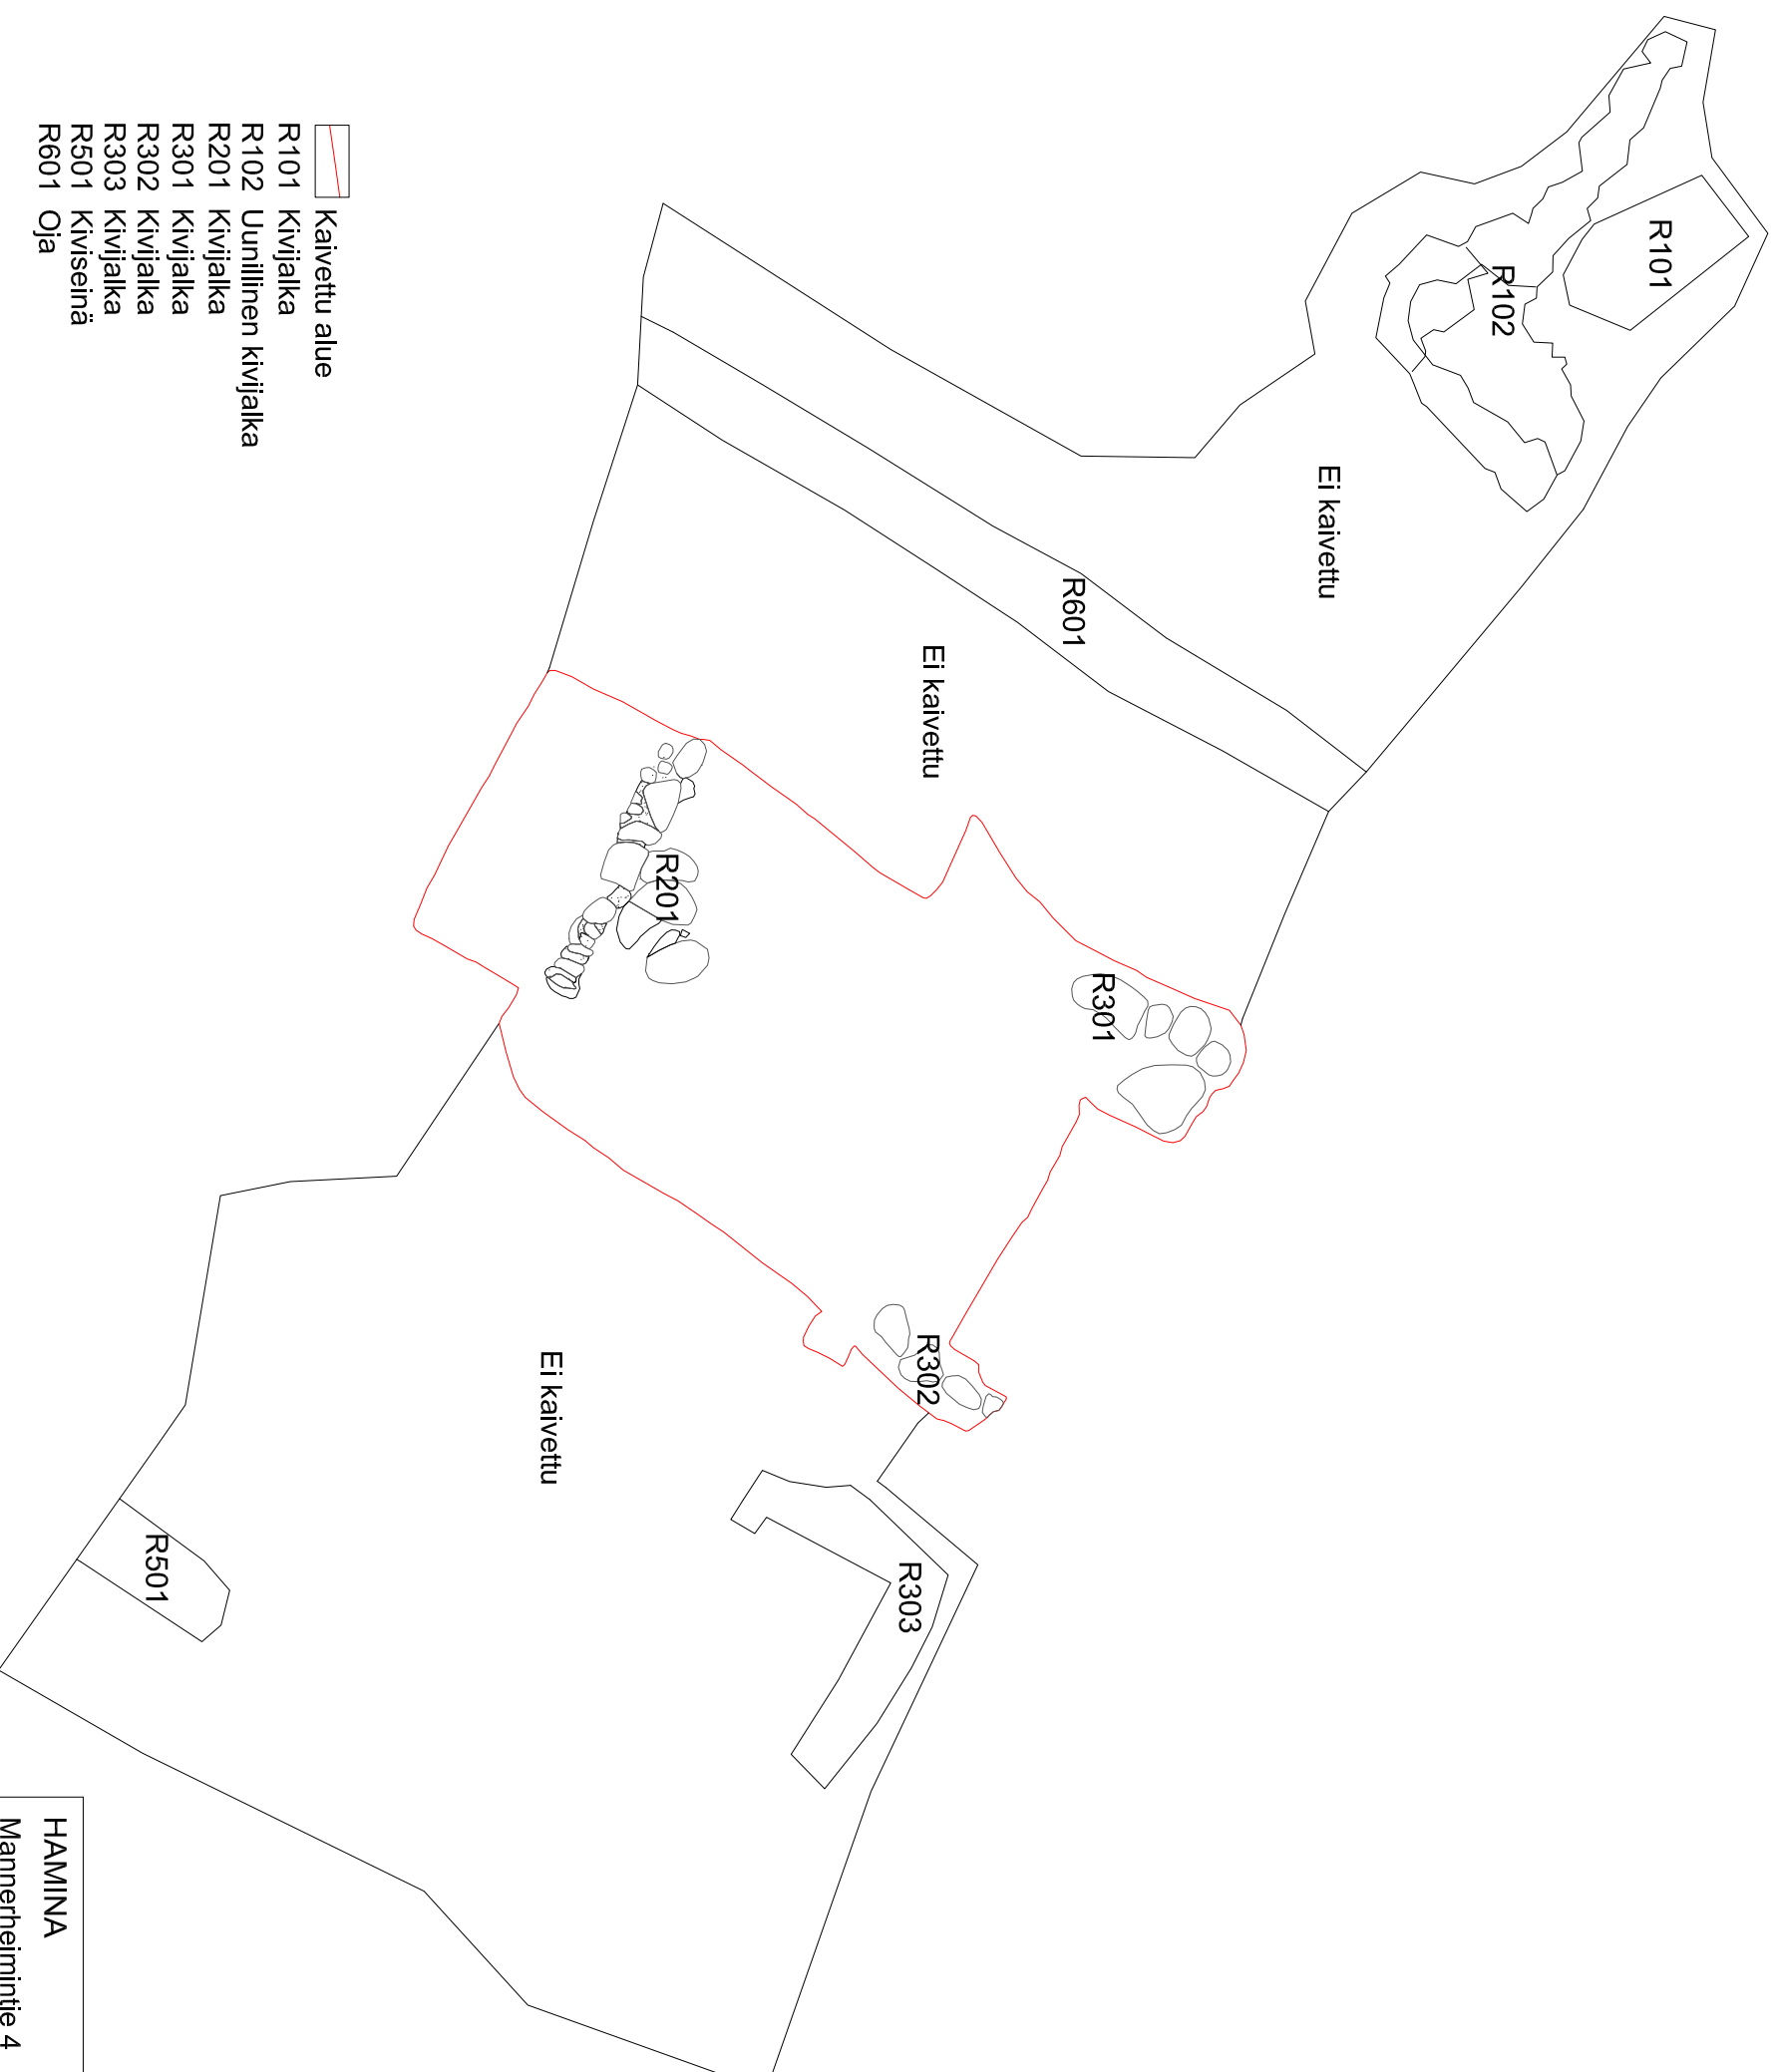 R101
R102
Ei kaivettu
R601
Ei kaivettu
R301
R201
R302
R303
Ei kaivettu
R501
Kaivettu alue
R101 Kivijalka
R102 Uunillinen kivijalka
R201 Kivijalka
R301 Kivijalka
R302 Kivijalka
R303 Kivijalka
R501 Kiviseinä
R601 Oja
HAMINA
Mannerheimintie 4